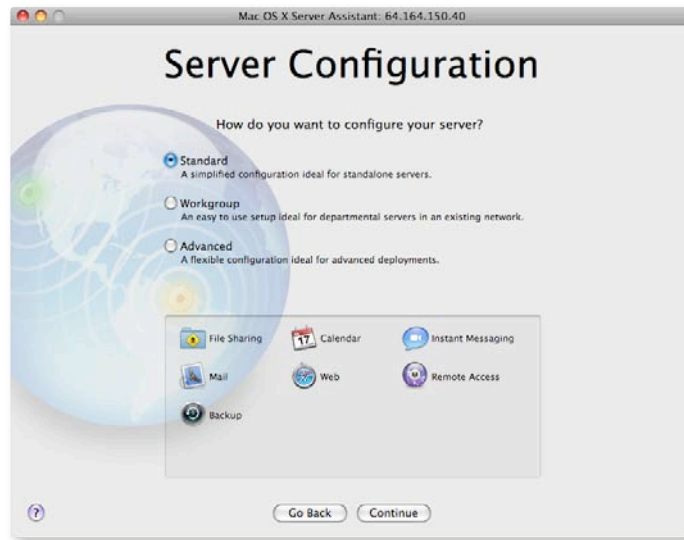 Mac OS X Server Assistant: 64.164.150.40
Server Configuration
How do you want to configure your server?
Standard
A simplified configuration ideal for standalone servers.
Workgroup
An easy to use setup ideal for departmental servers in an existing network.
Advanced
A flexible configuration ideal for advanced deployments.
File Sharing
17
Calendar
Instant Messaging
Mail
Web
Remote Access
Backup
?
Go Back
Continue